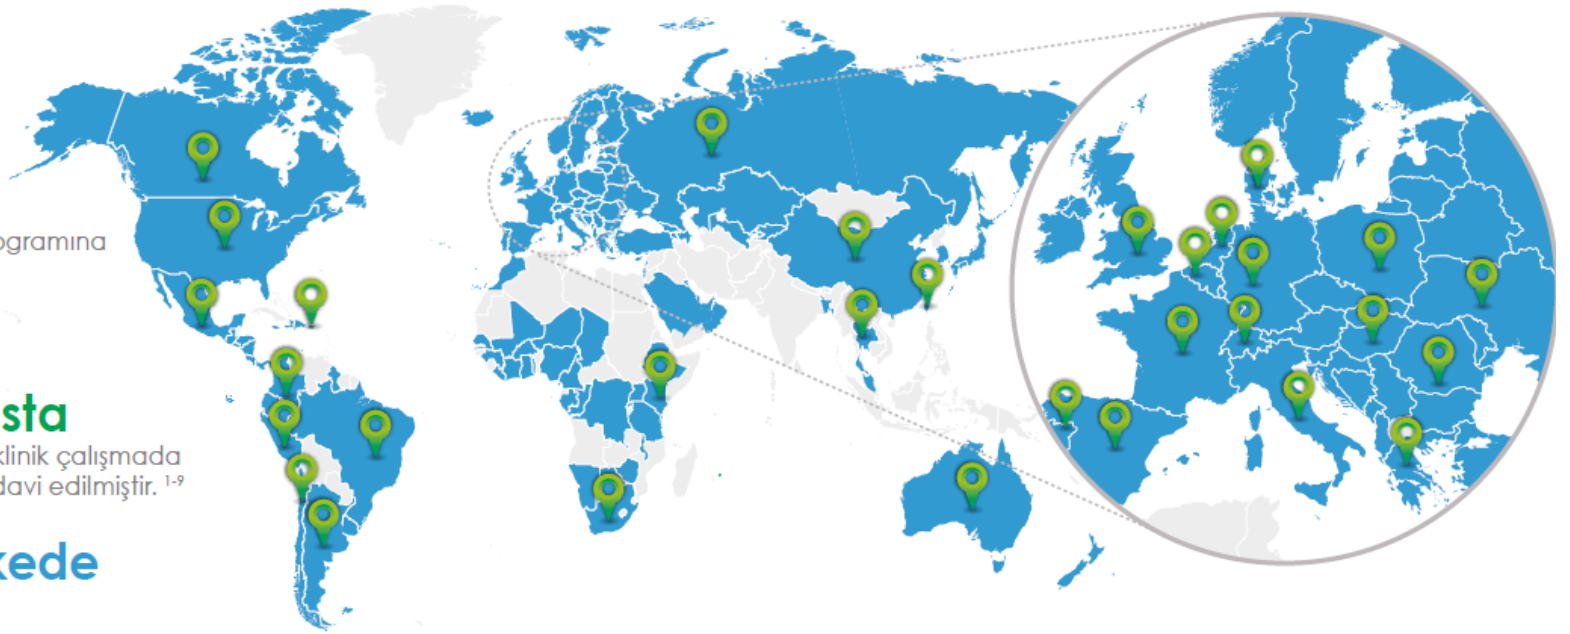 ogramına
sta
klinik çalışmada
davi edilmiştir. 1-9
kede